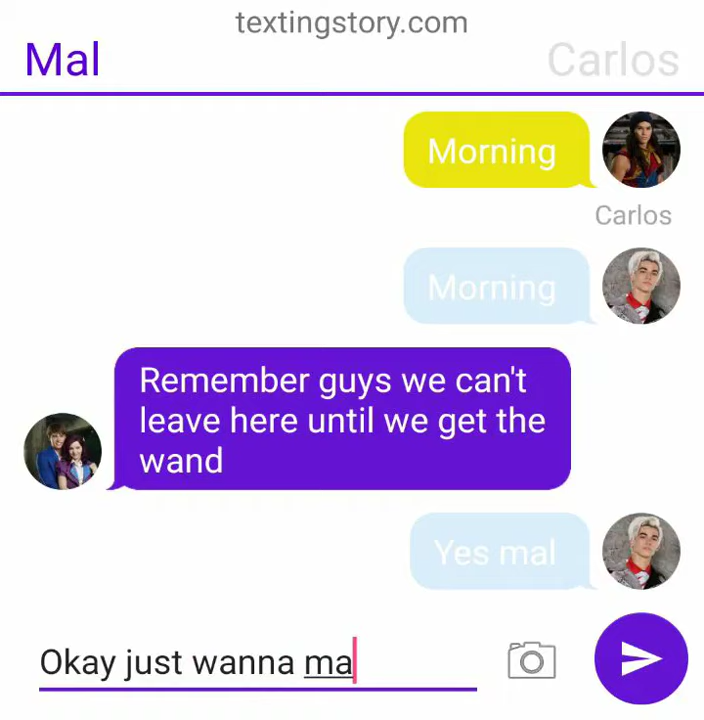 textingstory.com
Mal
Carlos
Morning
Carlos
Morning
Remember guys we can't
leave here until we get the
wand
Yes mal
Okay just wanna ma